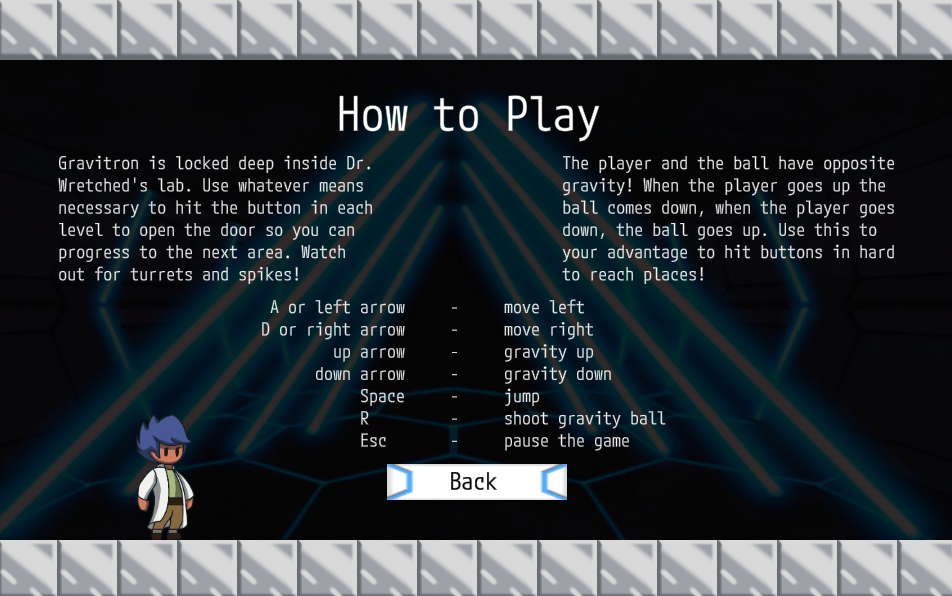 How to Play
Gravitron is locked deep inside Dr.
Wretched's lab. Use whatever means
necessary to hit the button in each
level to open the door so you can
progress to the next area. Watch
out for turrets and spikes!
The player and the ball have opposite
gravity! When the player goes up the
ball comes down, when the player goes
down, the ball goes up. Use this to
your advantage to hit buttons in hard
to reach places!
A or left arrow - move left
D or right arrow - move right
up arrow - gravity up
down arrow - gravity down
Space - jump
R - shoot gravity ball
Esc - pause the game
Back